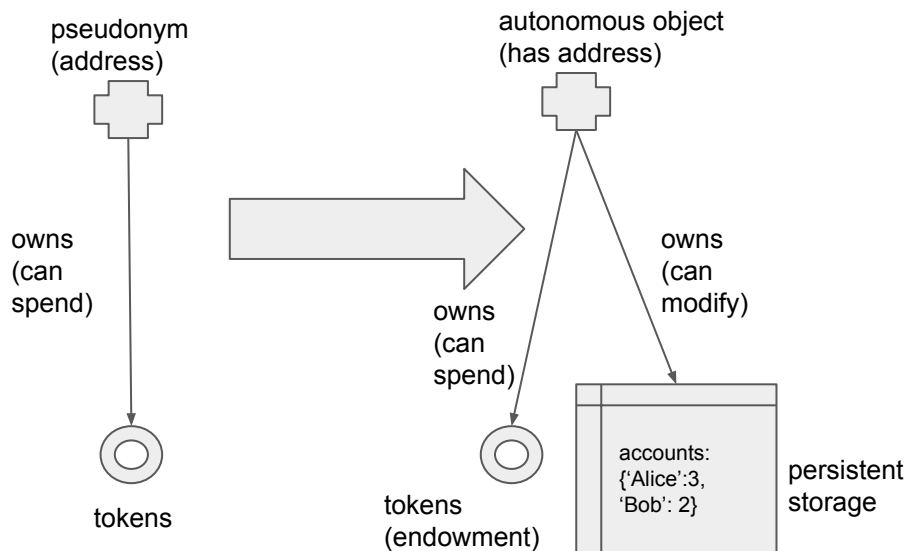 pseudonym
(address)
owns
(can
spend)
tokens
autonomous object
(has address)
owns
(can
spend)
owns
(can
modify)
tokens
(endowment)
accounts:
{‘Alice’:3,
‘Bob’: 2}
persistent
storage